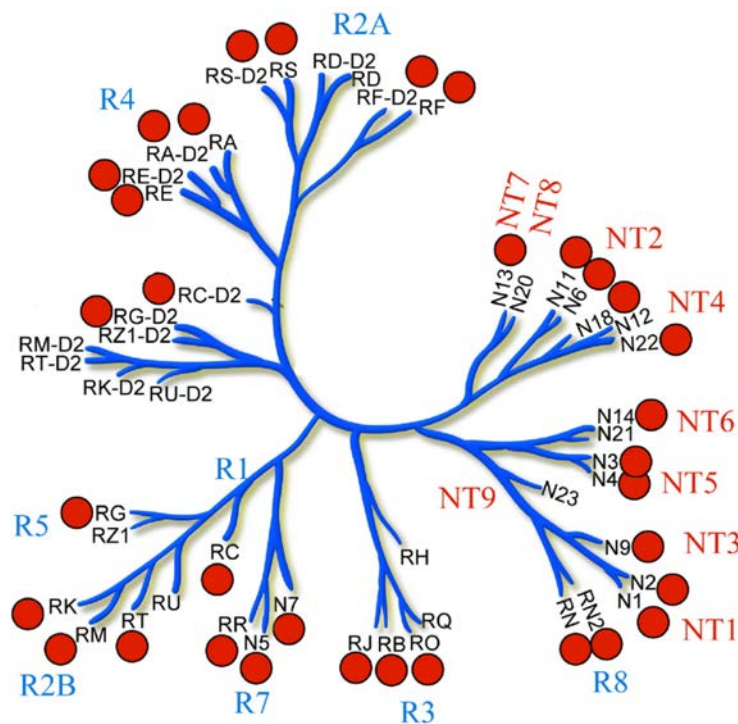 R2A
RS-D2
RS
RD-D2
RD
RF-D2
RF
R4
RA-D2
RA
RE-D2
RE
NT7
NT8
NT2
N13
N20
N11
N6
NT4
N18
N12
N22
RC-D2
RG-D2
RZ1-D2
RM-D2
RT-D2
RK-D2
RU-D2
N14
N21
NT6
N3
N4
NT5
R1
NT9
N23
R5
RG
RZ1
RC
RH
N9
NT3
RK
RM
RT
RU
RR
N5
N7
RJ
RB
RQ
RO
RN
RN2
N2
N1
NT1
R2B
R7
R3
R8